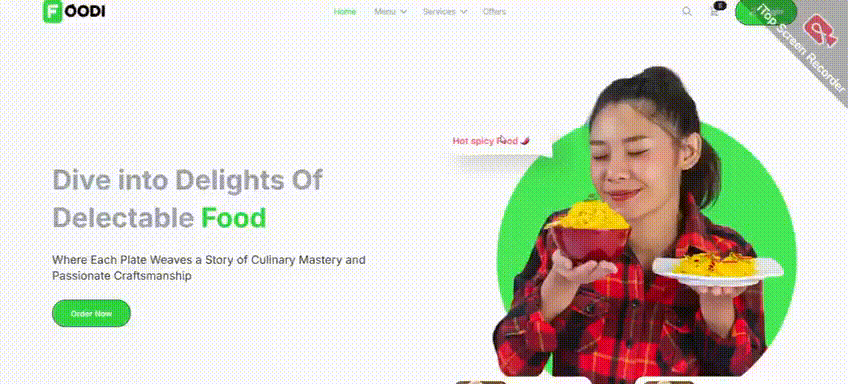 FOODI
Home Menu Services Offers
0
iTop Screen Recorder
Hot spicy Food 🌶
Dive into Delights Of
Delectable Food
Where Each Plate Weaves a Story of Culinary Mastery and
Passionate Craftsmanship
Order Now